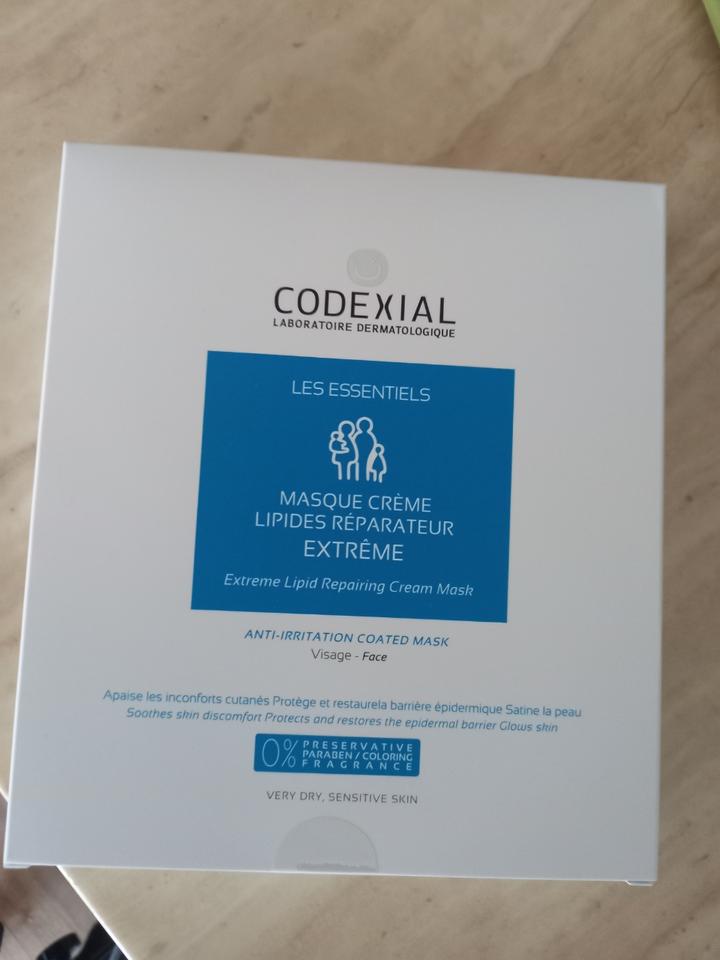 CODEXIAL
LABORATOIRE DERMATOLOGIQUE
LES ESSENTIELS
MASQUE CRÈME
LIPIDES RÉPARATEUR
EXTRÊME
Extreme Lipid Repairing Cream Mask
ANTI-IRRITATION COATED MASK
Visage - Face
Apaise les inconforts cutanés Protège et restaurela barrière épidermique Satine la peau
Soothes skin discomfort Protects and restores the epidermal barrier Glows skin
0% PRESERVATIVE
PARABEN / COLORING
FRAGRANCE
VERY DRY, SENSITIVE SKIN